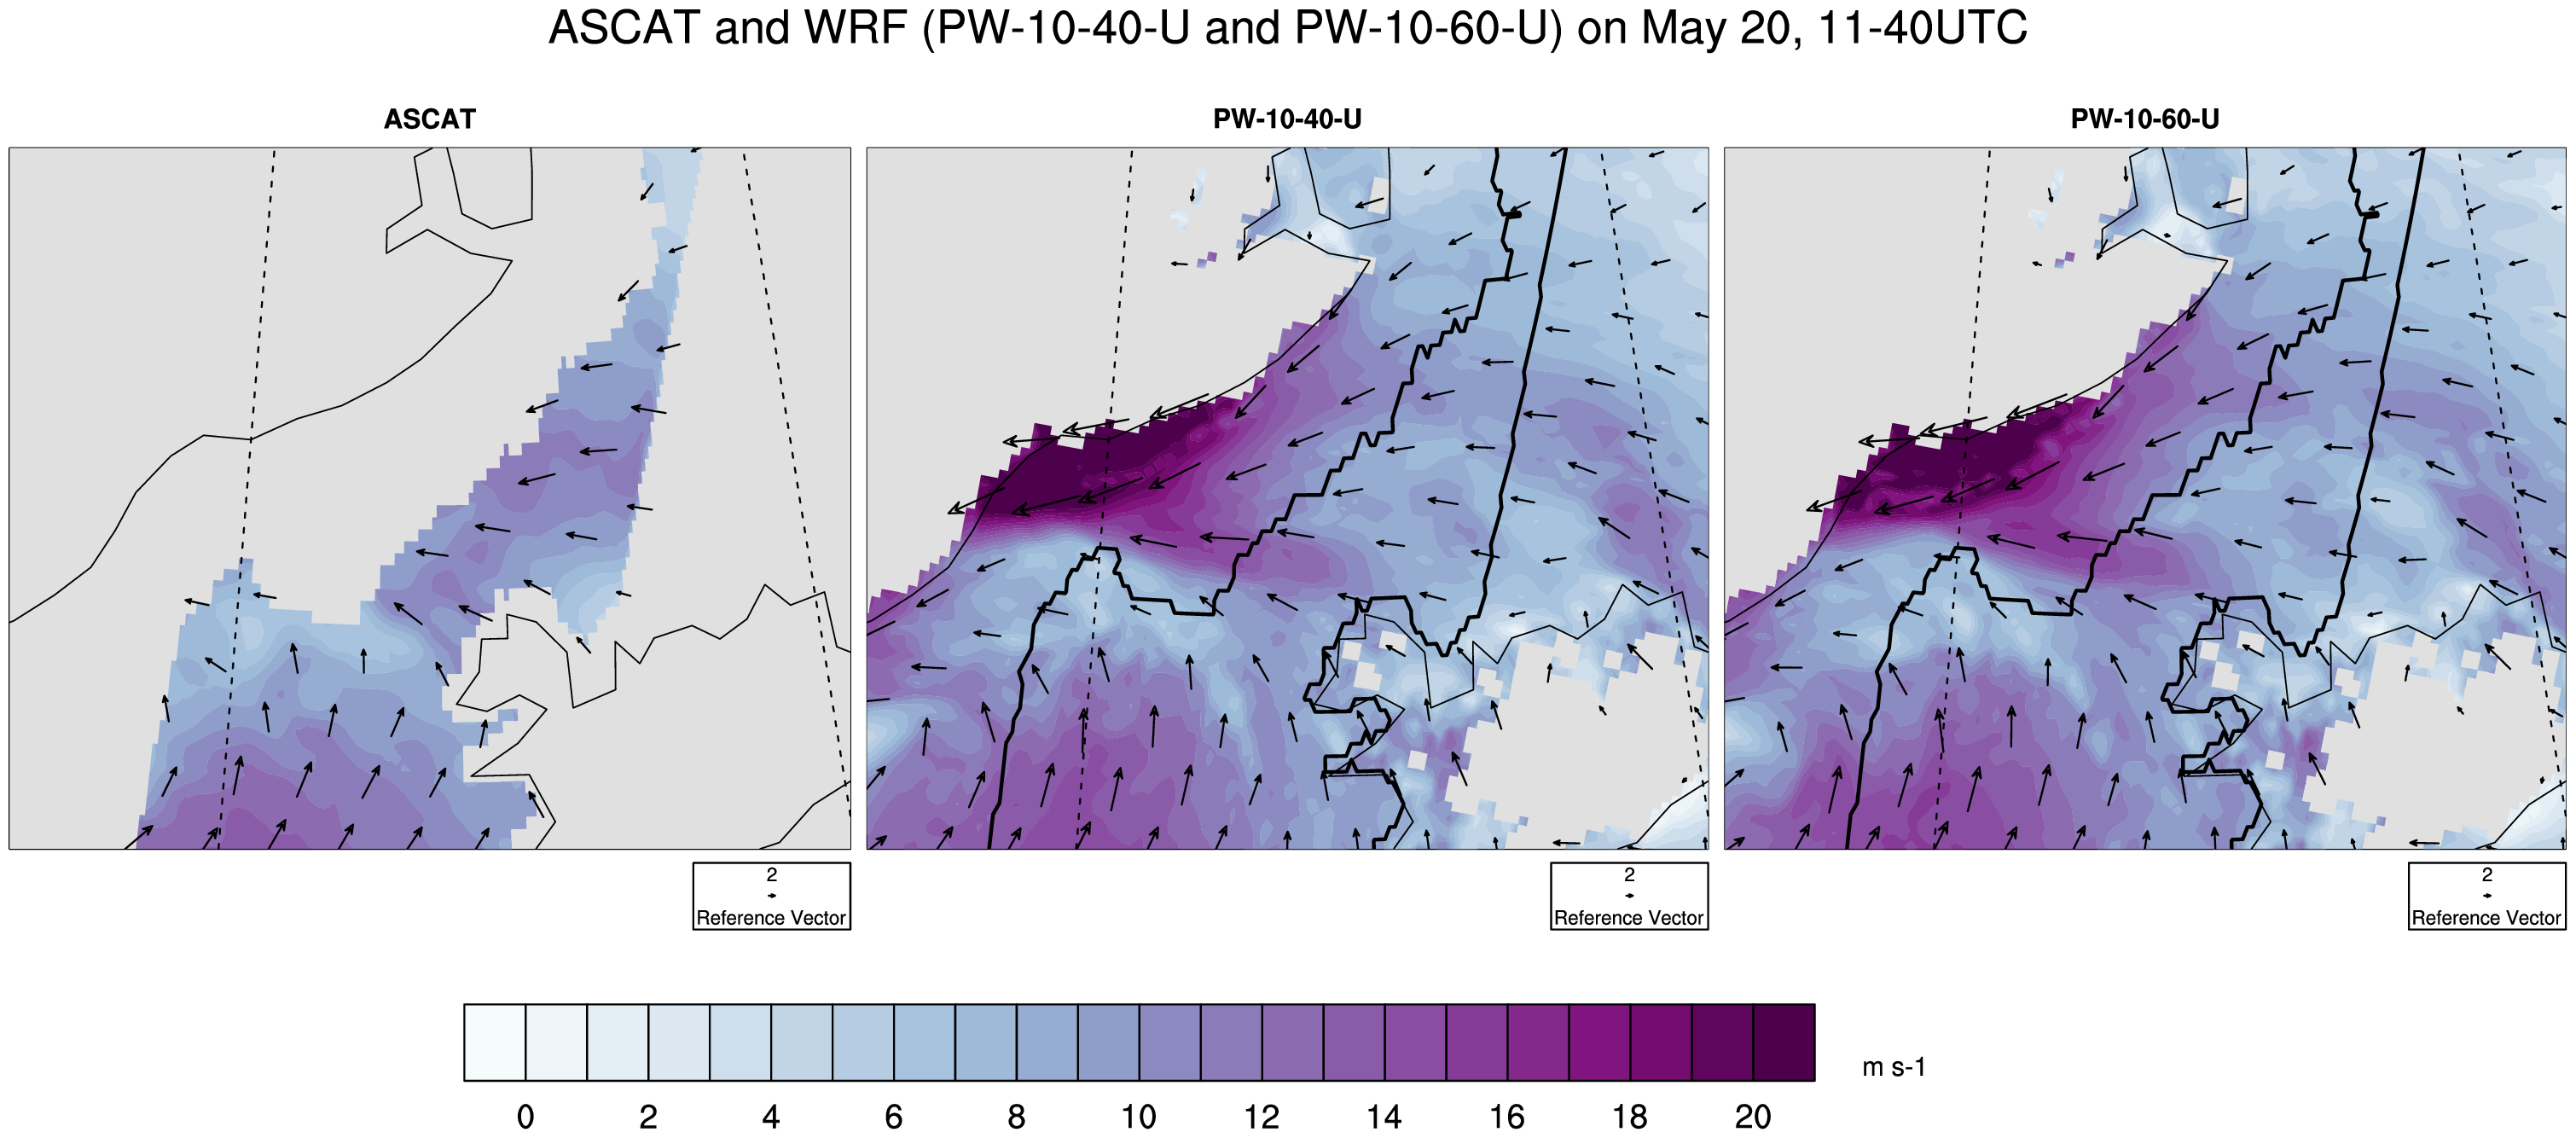 ASCAT and WRF (PW-10-40-U and PW-10-60-U) on May 20, 11-40UTC
ASCAT
PW-10-40-U
PW-10-60-U
2
Reference Vector
2
Reference Vector
2
Reference Vector
m s-1
0 2 4 6 8 10 12 14 16 18 20